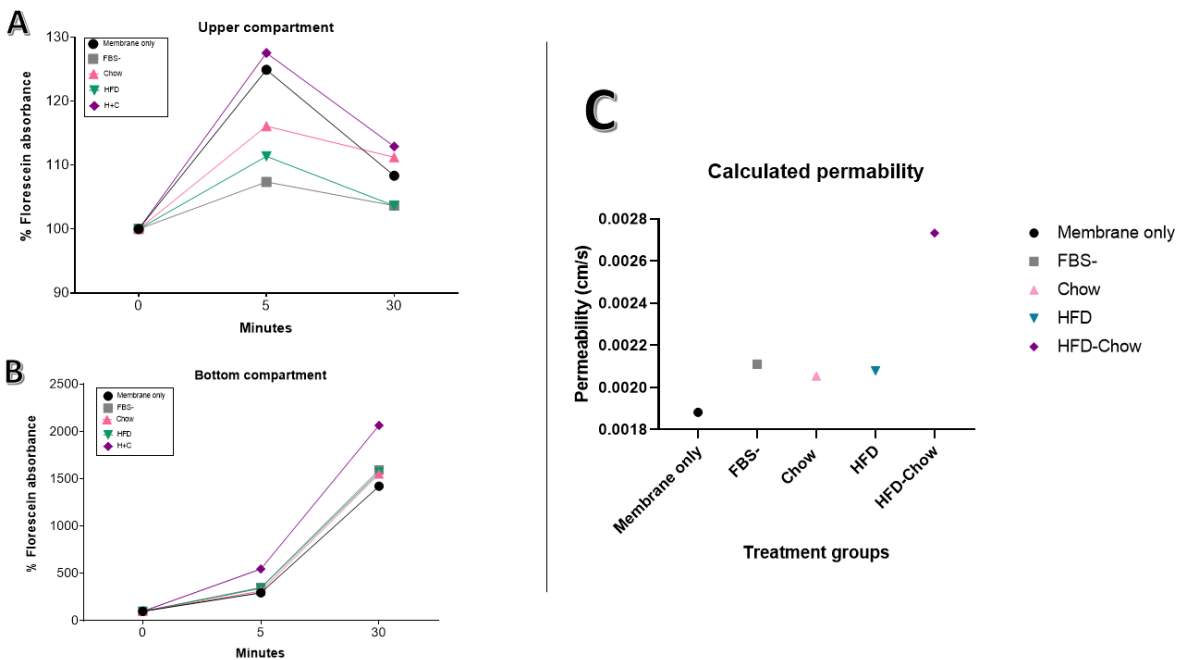 A
Upper compartment
% Florescein absorbance
130
120
110
100
90
Membrane only
FBS-
Chow
HFD
H+C
0 5 30
Minutes
B
Bottom compartment
% Florescein absorbance
2500
2000
1500
1000
500
0
Membrane only
FBS-
Chow
HFD
H+C
0 5 30
Minutes
C
Calculated permability
Permeability (cm/s)
0.0028
0.0026
0.0024
0.0022
0.0020
0.0018
Membrane only
FBS-
Chow
HFD
HFD-Chow
Treatment groups
Membrane only
FBS-
Chow
HFD
HFD-Chow